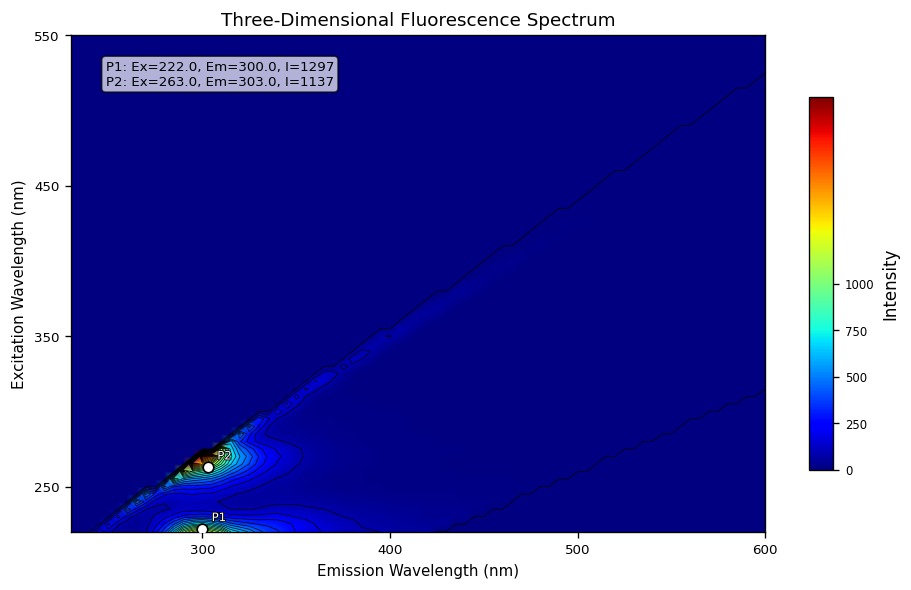 Three-Dimensional Fluorescence Spectrum
P1: Ex=222.0, Em=300.0, I=1297
P2: Ex=263.0, Em=303.0, I=1137
550
450
350
250
Excitation Wavelength (nm)
P2
P1
300
400
500
600
Emission Wavelength (nm)
1000
750
500
250
0
Intensity